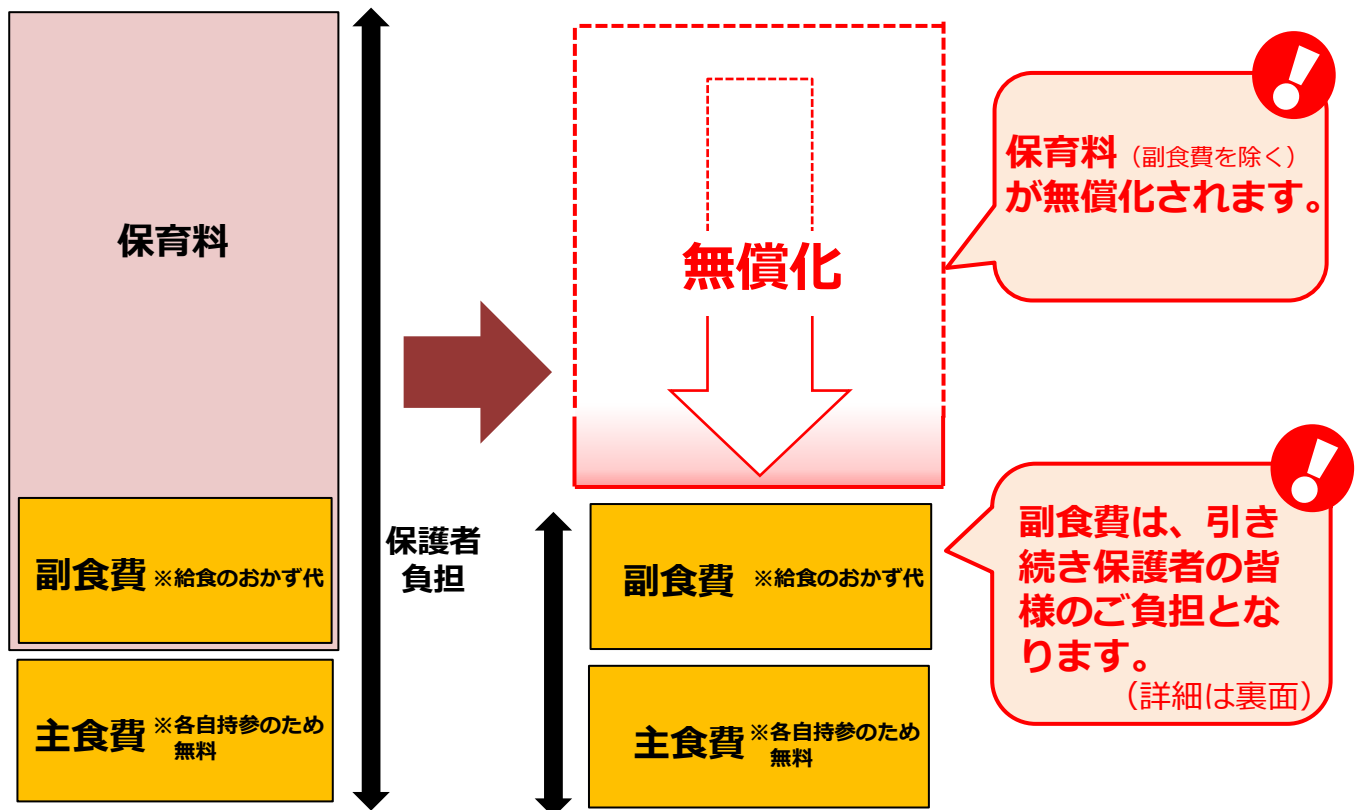 保育料
副食費 ※給食のおかず代
主食費 ※各自持参のため
無料
保護者
負担
無償化
副食費 ※給食のおかず代
主食費 ※各自持参のため
無料
保育料（副食費を除く）
が無償化されます。
副食費は、引き
続き保護者の皆
様のご負担とな
ります。
（詳細は裏面）